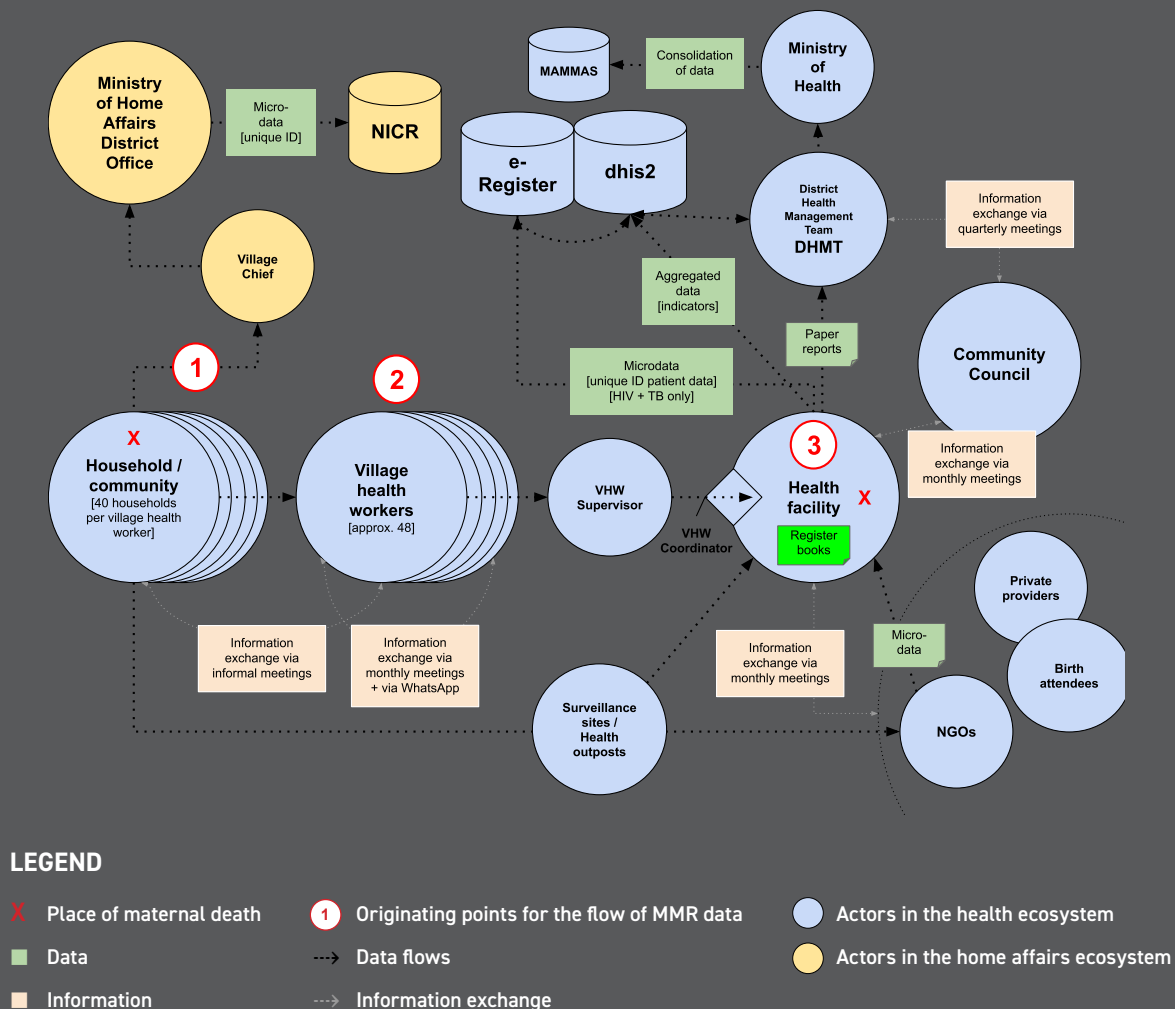 Ministry
of Home
Affairs
District
Office
Micro-
data
[unique ID]
NICR
MAMMAS
Consolidation
of data
Ministry
of
Health
e-
Register
dhis2
District
Health
Management
Team
DHMT
Information
exchange via
quarterly meetings
Village
Chief
Aggregated
data
[indicators]
Paper
reports
Community
Council
1
2
Microdata
[unique ID patient data]
[HIV + TB only]
X
Household /
community
[40 households
per village health
worker]
Village
health
workers
[approx. 48]
VHW
Supervisor
VHW
Coordinator
3
Health
facility
X
Register
books
Information
exchange via
monthly meetings
Information
exchange via
informal meetings
Information
exchange via
monthly meetings
+ via WhatsApp
Surveillance
sites /
Health
outposts
Information
exchange via
monthly meetings
Micro-
data
Private
providers
Birth
attendees
NGOs
LEGEND
X Place of maternal death
1 Originating points for the flow of MMR data
Actors in the health ecosystem
Data
Data flows
Actors in the home affairs ecosystem
Information
Information exchange